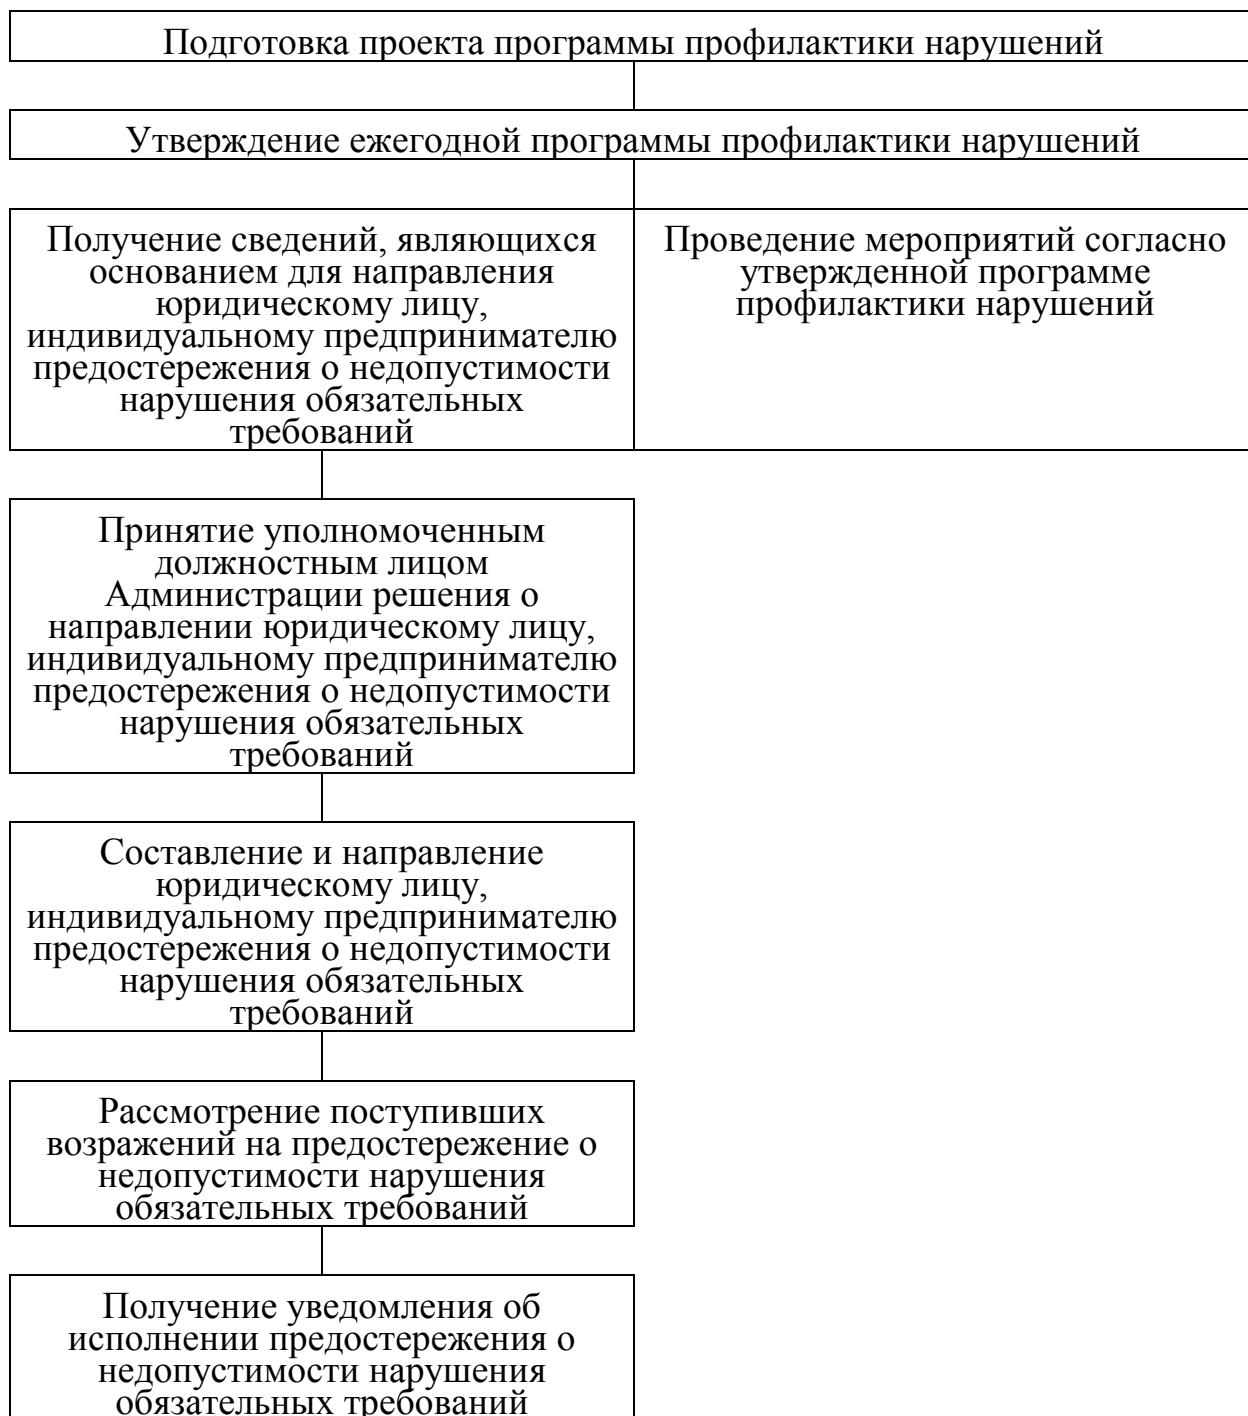 Подготовка проекта программы профилактики нарушений
Утверждение ежегодной программы профилактики нарушений
Получение сведений, являющихся
основанием для направления
юридическому лицу,
индивидуальному предпринимателю
предостережения о недопустимости
нарушения обязательных
требований
Проведение мероприятий согласно
утвержденной программе
профилактики нарушений
Принятие уполномоченным
должностным лицом
Администрации решения о
направлении юридическому лицу,
индивидуальному предпринимателю
предостережения о недопустимости
нарушения обязательных
требований
Составление и направление
юридическому лицу,
индивидуальному предпринимателю
предостережения о недопустимости
нарушения обязательных
требований
Рассмотрение поступивших
возражений на предостережение о
недопустимости нарушения
обязательных требований
Получение уведомления об
исполнении предостережения о
недопустимости нарушения
обязательных требований